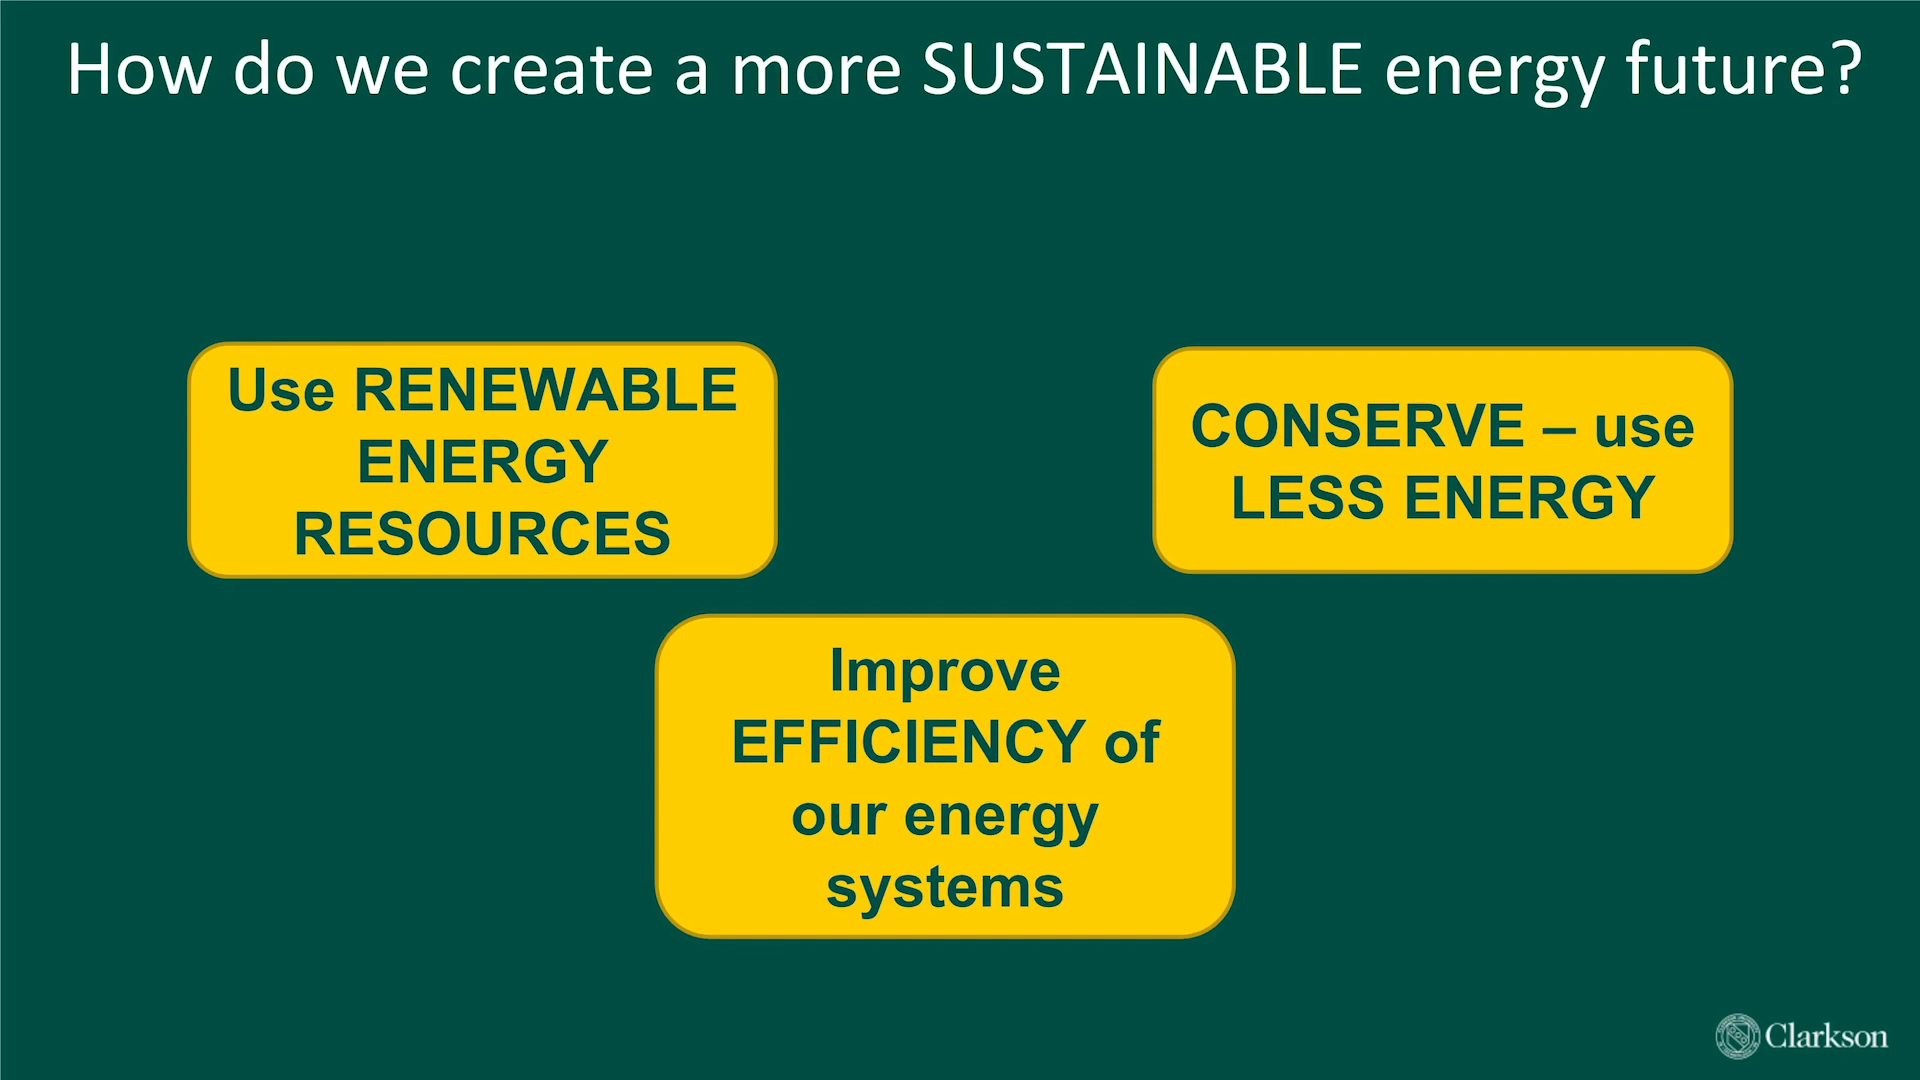 How do we create a more SUSTAINABLE energy future?
Use RENEWABLE
ENERGY
RESOURCES
CONSERVE – use
LESS ENERGY
Improve
EFFICIENCY of
our energy
systems
Clarkson